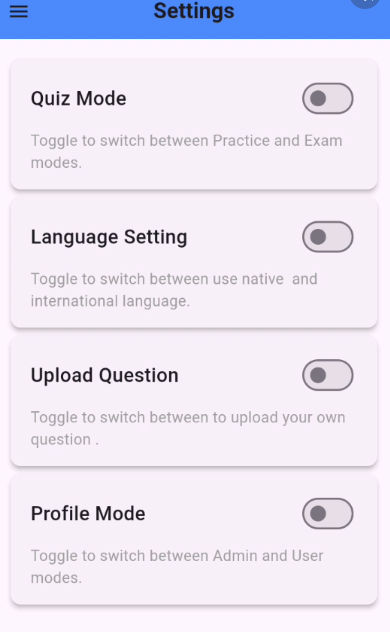 Settings
Quiz Mode
Toggle to switch between Practice and Exam
modes.
Language Setting
Toggle to switch between use native  and
international language.
Upload Question
Toggle to switch between to upload your own
question .
Profile Mode
Toggle to switch between Admin and User
modes.